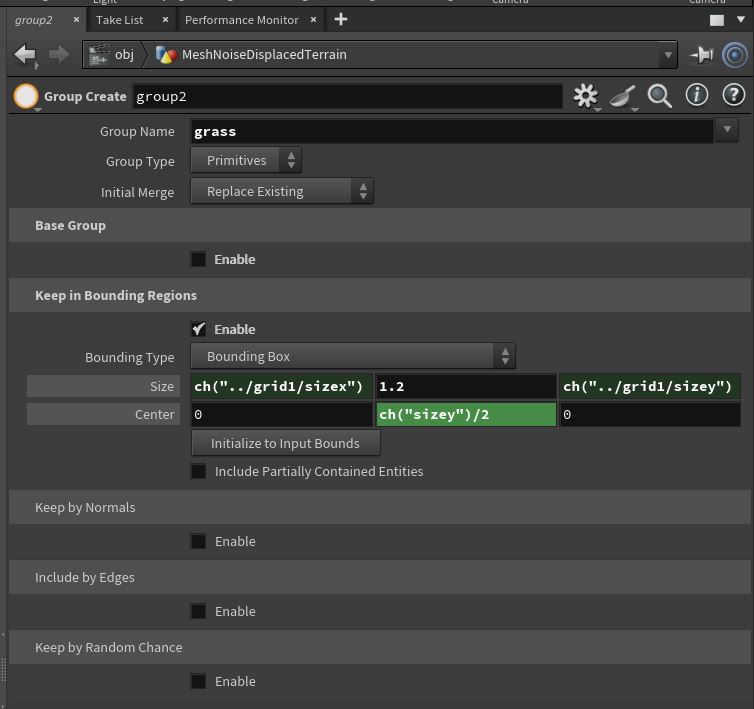 Light Camera Camera
group2 × Take List × Performance Monitor × +
obj MeshNoiseDisplacedTerrain
Group Create group2
Group Name grass
Group Type Primitives
Initial Merge Replace Existing
Base Group
Enable
Keep in Bounding Regions
Enable
Bounding Type Bounding Box
Size ch("../grid1/sizex") 1.2 ch("../grid1/sizey")
Center 0 ch("sizey")/2 0
Initialize to Input Bounds
Include Partially Contained Entities
Keep by Normals
Enable
Include by Edges
Enable
Keep by Random Chance
Enable